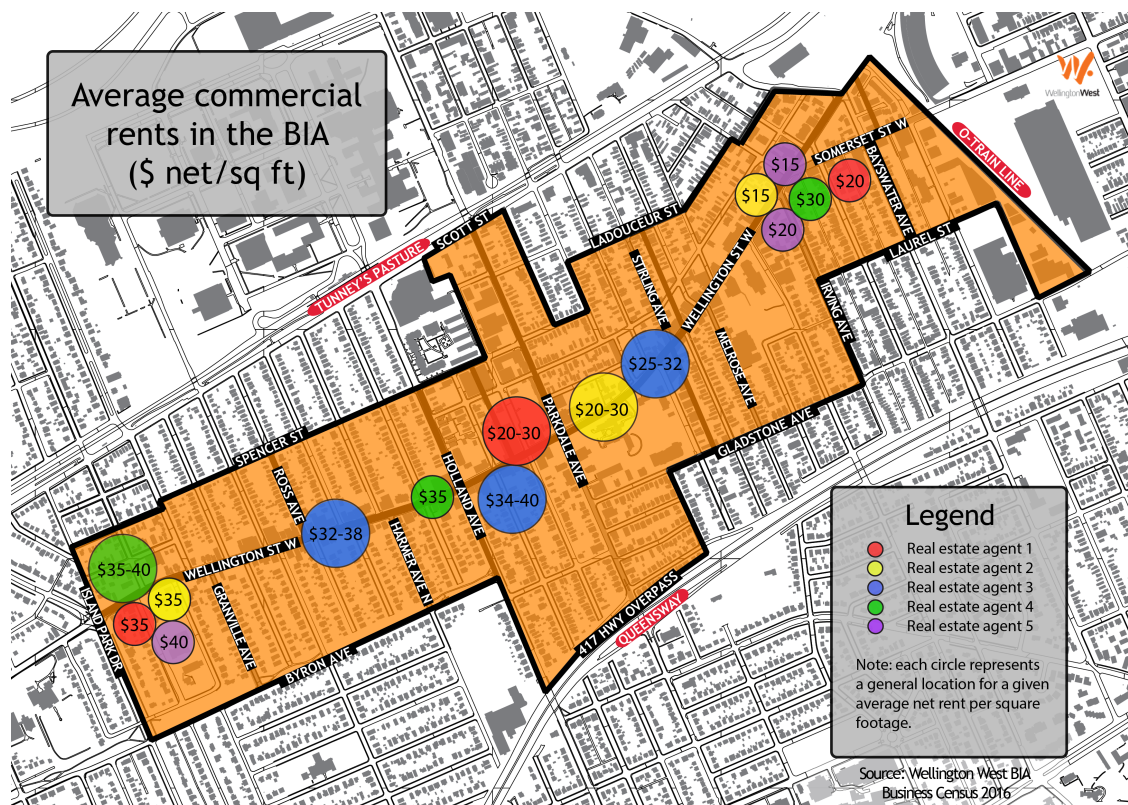 Average commercial
rents in the BIA
($ net/sq ft)
WellingtonWest
O-TRAIN LINE
SOMERSET ST W
BAYSWATER AVE
$15
$20
$15
$30
$20
SCOTT ST
TUNNEY'S PASTURE
LADOUCEUR ST
LAUREL ST
STIRLING AVE
WELLINGTON ST W
IRVING AVE
MELROSE AVE
$25-32
$20-30
PARKDALE AVE
$20-30
GLADSTONE AVE
SPENCER ST
HOLLAND AVE
$35
$34-40
ROSS AVE
$32-38
HARMER AVE N
WELLINGTON ST W
$35-40
$35
$35
$40
ISLAND PARK DR
GRANVILLE AVE
BYRON AVE
417 HWY OVERPASS
QUEENSWAY
Legend
Real estate agent 1
Real estate agent 2
Real estate agent 3
Real estate agent 4
Real estate agent 5
Note: each circle represents
a general location for a given
average net rent per square
footage.
Source: Wellington West BIA
Business Census 2016